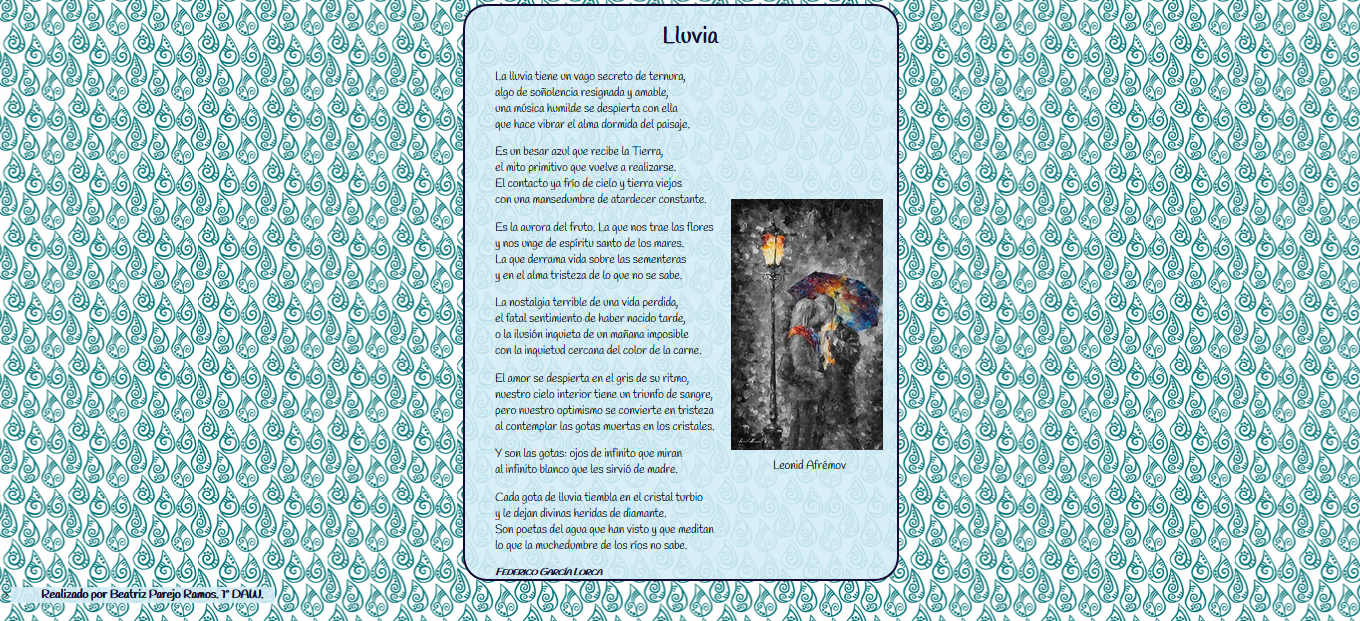 Lluvia
La lluvia tiene un vago secreto de ternura,
algo de soñolencia resignada y amable,
una música humilde se despierta con ella
que hace vibrar el alma dormida del paisaje.
Es un besar azul que recibe la Tierra,
el mito primitivo que vuelve a realizarse.
El contacto ya frío de cielo y tierra viejos
con una mansedumbre de atardecer constante.
Es la aurora del fruto. La que nos trae las flores
y nos unge de espíritu santo de los mares.
La que derrama vida sobre las sementeras
y en el alma tristeza de lo que no se sabe.
La nostalgia terrible de una vida perdida,
el fatal sentimiento de haber nacido tarde,
o la ilusión inquieta de un mañana imposible
con la inquietud cercana del color de la carne.
El amor se despierta en el gris de su ritmo,
nuestro cielo interior tiene un triunfo de sangre,
pero nuestro optimismo se convierte en tristeza
al contemplar las gotas muertas en los cristales.
Y son las gotas: ojos de infinito que miran
al infinito blanco que les sirvió de madre.
Cada gota de lluvia tiembla en el cristal turbio
y le dejan divinas heridas de diamante.
Son poetas del agua que han visto y que meditan
lo que la muchedumbre de los ríos no sabe.
Federico García Lorca
Leonid Afrémov
Realizado por Beatriz Parejo Ramos. 1º DAW.